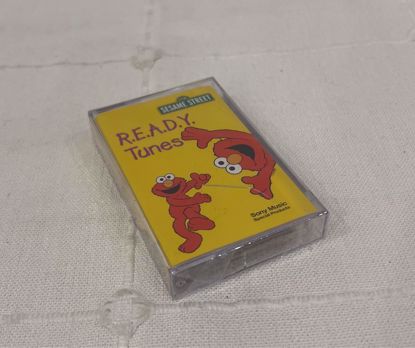 SESAME STREET
R.E.A.D.Y.
Tunes
Sony Music
Special Products